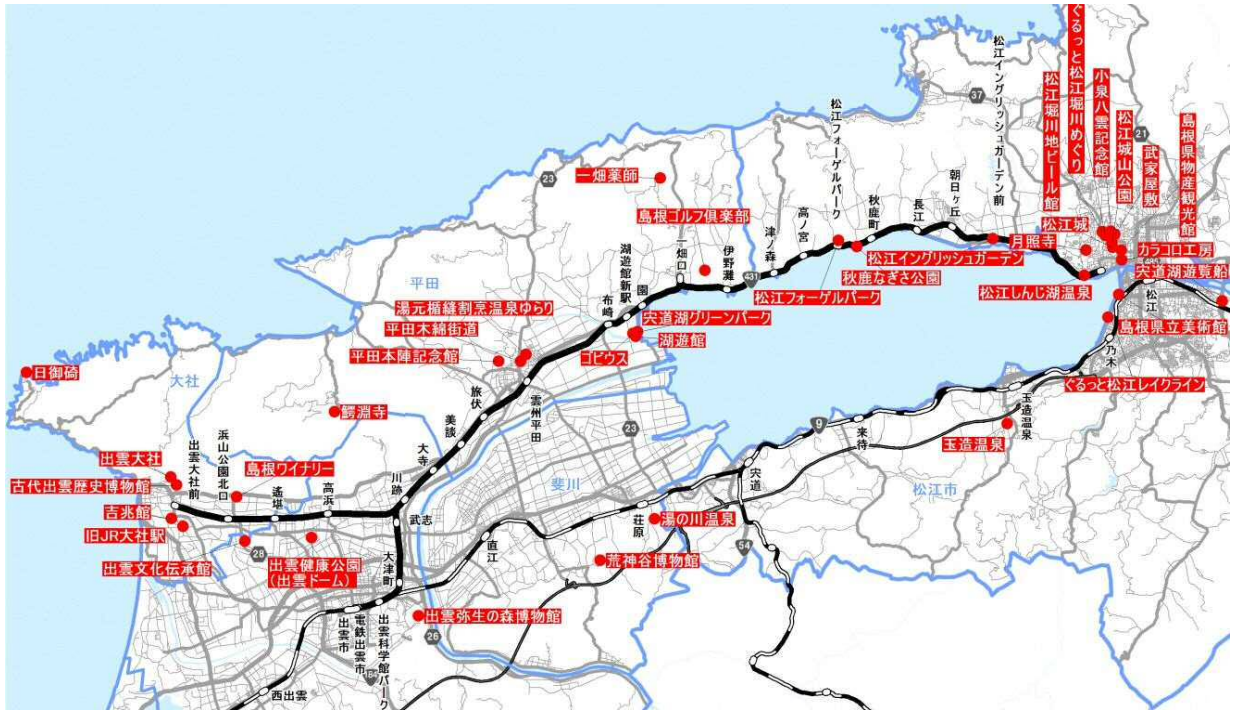 ぐるっと松江堀川めぐり
小泉八雲記念館
松江城山公園
武家屋敷
島根県物産観光館
松江堀川地ビール館
松江イングリッシュガーデン前
37
21
松江城
月照寺
カラコロ工房
宍道湖遊覧船
松江しんじ湖温泉
島根県立美術館
松江
乃木
ぐるっと松江レイクライン
玉造温泉
玉造温泉
朝日ヶ丘
長江
秋鹿町
松江イングリッシュガーデン
秋鹿なぎさ公園
松江フォーゲルパーク
松江フォーゲルパーク
高ノ宮
津ノ森
431
伊野灘
一畑口
島根ゴルフ倶楽部
一畑薬師
23
湖遊館新駅
園
布崎
宍道湖グリーンパーク
湖遊館
ゴビウス
平田
湯元楯縫割烹温泉ゆらり
平田木綿街道
平田本陣記念館
雲州平田
旅伏
美談
大寺
川跡
日御碕
大社
鰐淵寺
出雲大社
古代出雲歴史博物館
吉兆館
旧JR大社駅
出雲文化伝承館
出雲大社前
浜山公園北口
島根ワイナリー
遙堪
高浜
28
出雲健康公園
(出雲ドーム)
武志
大津町
出雲科学館パーク
電鉄出雲市
出雲市
西出雲
184
出雲弥生の森博物館
26
直江
斐川
23
荘原
湯の川温泉
荒神谷博物館
宍道
54
来待
9
松江市